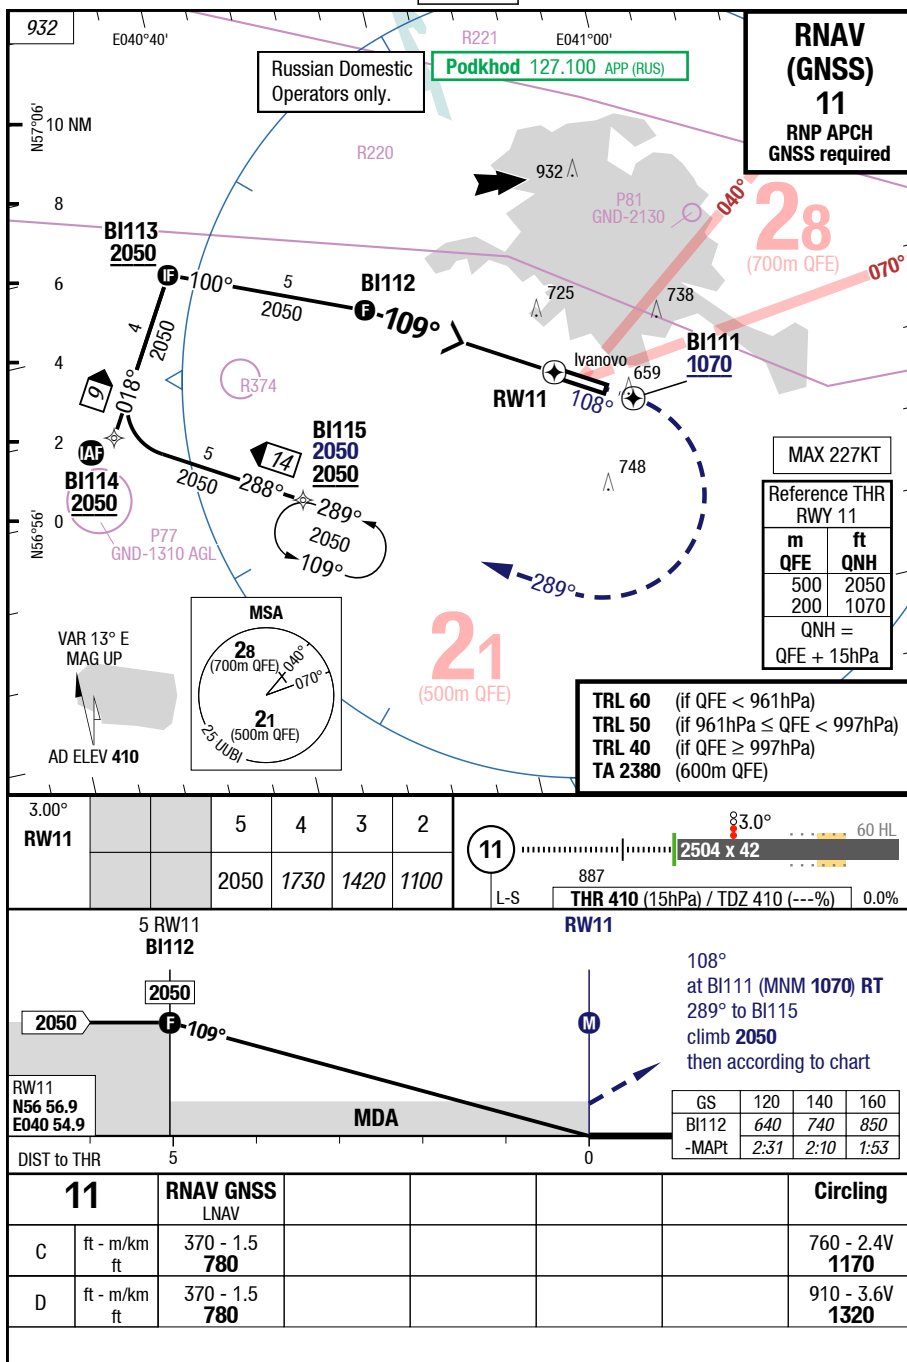 932
E040°40'
R221
E041°00'
RNAV
(GNSS)
11
RNP APCH
GNSS required
Russian Domestic
Operators only.
Podkhod 127.100 APP (RUS)
N57°06'
10 NM
R220
932
8
P81
GND-2130
040°
28
(700m QFE)
070°
BI113
2050
IF
100°
5
2050
BI112
F
109°
6
725
738
4
2050
BI111
1070
Ivanovo
659
RW11
108°
4
9
018°
R374
BI115
2050
2050
2
IAF
BI114
2050
5
2050
14
288°
289°
2050
109°
748
MAX 227KT
N56°56'
0
P77
GND-1310 AGL
289°
Reference THR
RWY 11
m ft
QFE QNH
500 2050
200 1070
QNH =
QFE + 15hPa
VAR 13° E
MAG UP
AD ELEV 410
MSA
28
(700m QFE)
040°
070°
21
(500m QFE)
25 UUBI
21
(500m QFE)
TRL 60 (if QFE < 961hPa)
TRL 50 (if 961hPa ≤ QFE < 997hPa)
TRL 40 (if QFE ≥ 997hPa)
TA 2380 (600m QFE)
3.00°
RW11
5 4 3 2
2050 1730 1420 1100
11
L-S
887
3.0°
60 HL
2504 x 42
THR 410 (15hPa) / TDZ 410 (---%)
0.0%
5 RW11
BI112
RW11
2050
2050
F
109°
M
108°
at BI111 (MNM 1070) RT
289° to BI115
climb 2050
then according to chart
RW11
N56 56.9
E040 54.9
MDA
GS 120 140 160
BI112 640 740 850
-MAPt 2:31 2:10 1:53
DIST to THR
5
0
11
RNAV GNSS
LNAV
Circling
C
ft - m/km 370 - 1.5 760 - 2.4V
ft 780 1170
D
ft - m/km 370 - 1.5 910 - 3.6V
ft 780 1320